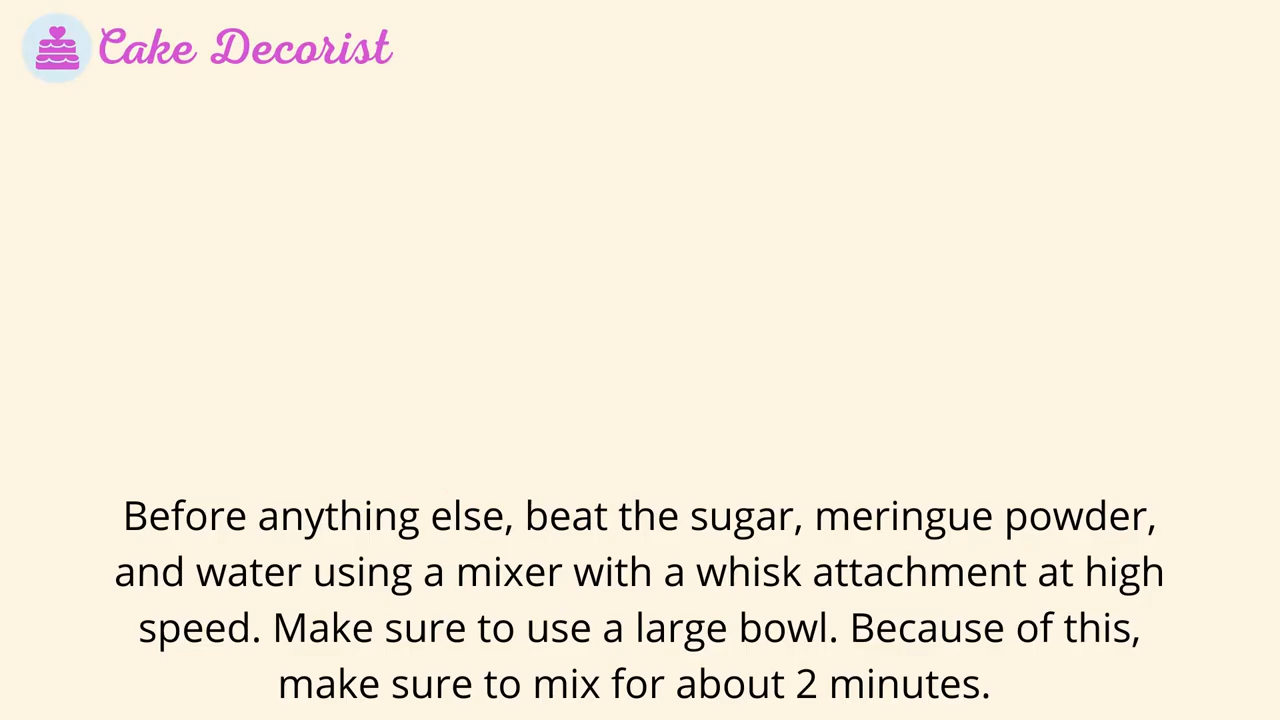 Cake Decorist
Before anything else, beat the sugar, meringue powder,
and water using a mixer with a whisk attachment at high
speed. Make sure to use a large bowl. Because of this,
make sure to mix for about 2 minutes.